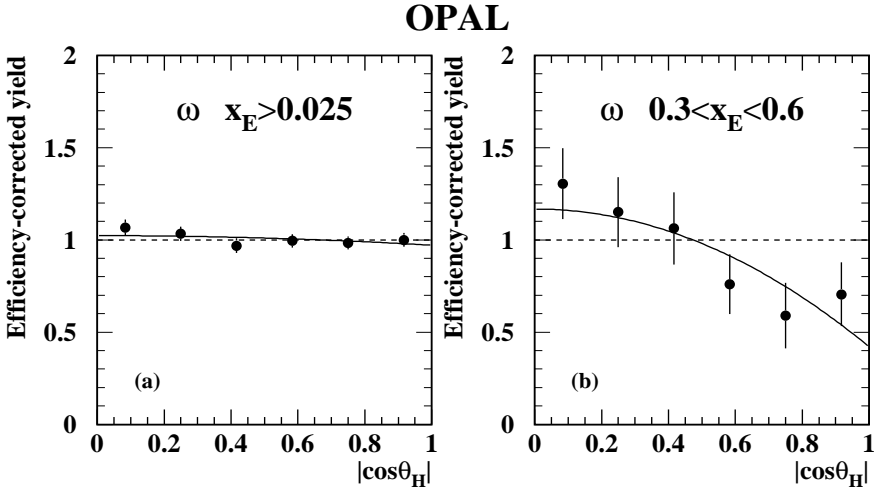 OPAL
Efficiency-corrected yield
2
1.5
1
0.5
0
ω x_E>0.025
(a)
0 0.2 0.4 0.6 0.8 1
|cosθ_H|
Efficiency-corrected yield
2
1.5
1
0.5
0
ω 0.3<x_E<0.6
(b)
0 0.2 0.4 0.6 0.8 1
|cosθ_H|